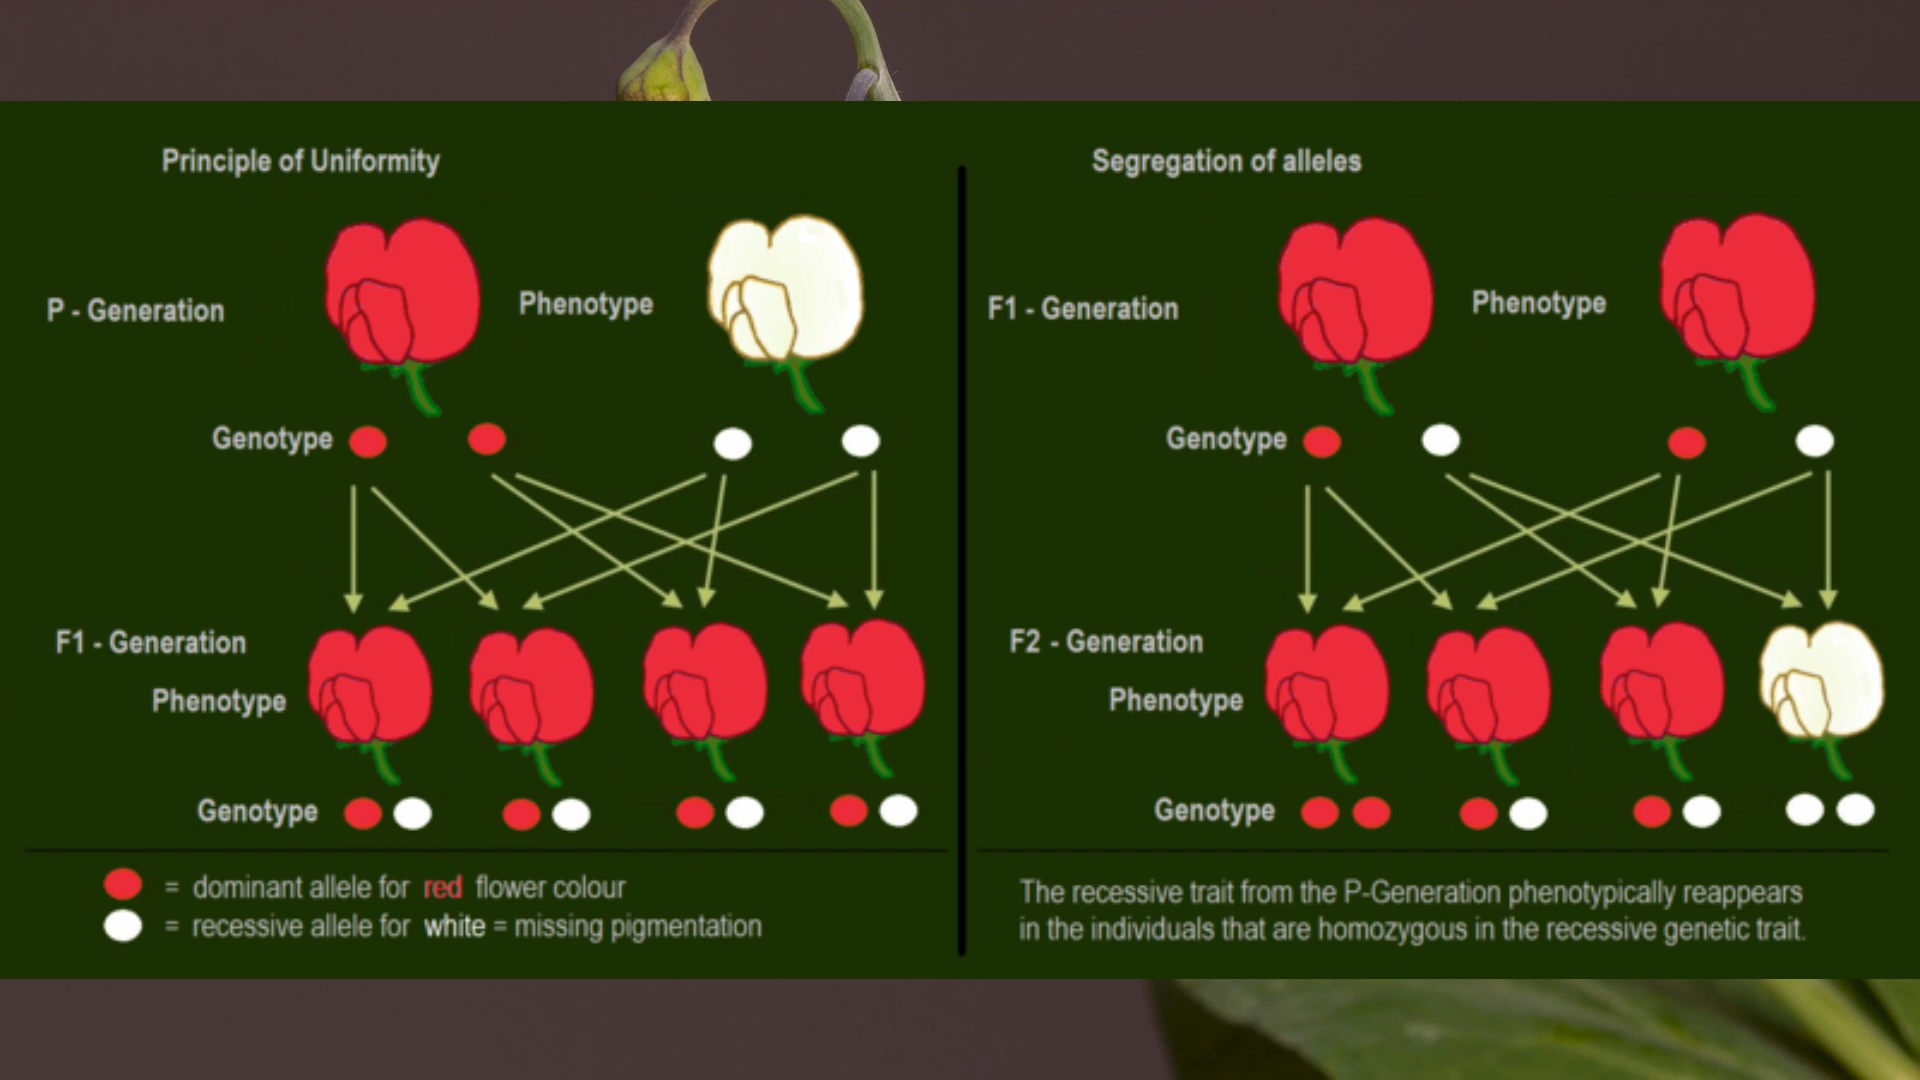 Principle of Uniformity
P - Generation
Phenotype
Genotype
F1 - Generation
Phenotype
Genotype
= dominant allele for red flower colour
= recessive allele for white = missing pigmentation
Segregation of alleles
F1 - Generation
Phenotype
Genotype
F2 - Generation
Phenotype
Genotype
The recessive trait from the P-Generation phenotypically reappears
in the individuals that are homozygous in the recessive genetic trait.